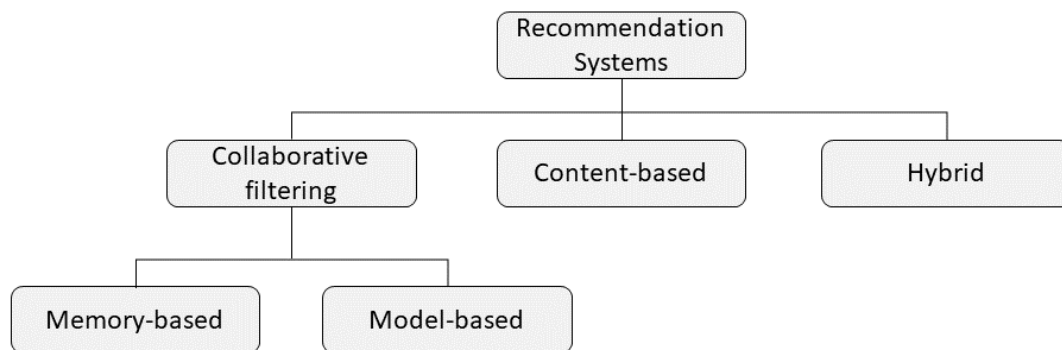 Recommendation
Systems
Collaborative
filtering
Content-based
Hybrid
Memory-based
Model-based